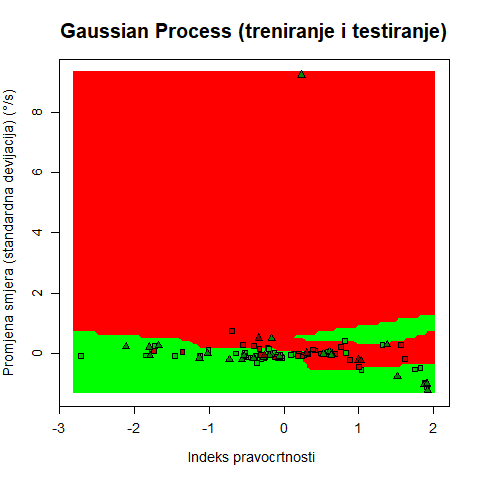 Gaussian Process (treniranje i testiranje)
Promjena smjera (standardna devijacija) (°/s)
8
6
4
2
0
-3 -2 -1 0 1 2
Indeks pravocrtnosti